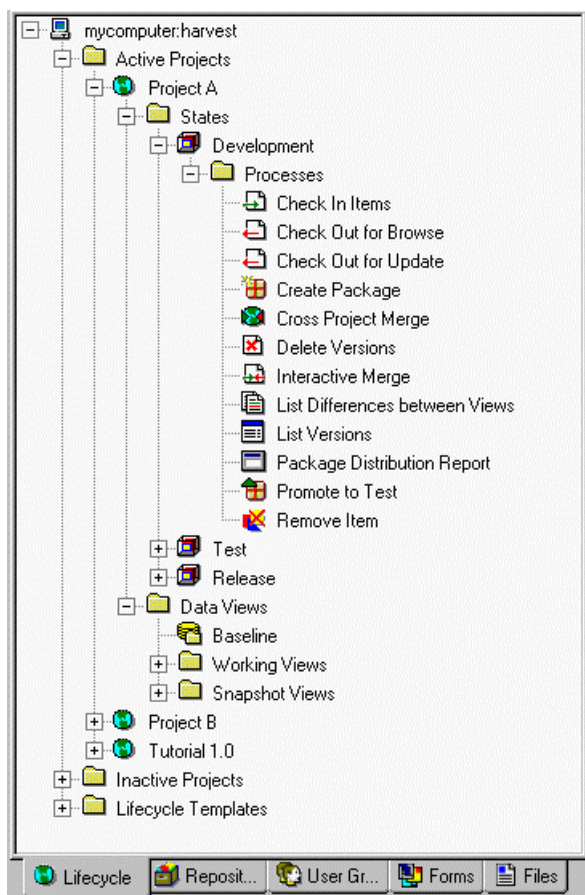 mycomputer:harvest
Active Projects
Project A
States
Development
Processes
Check In Items
Check Out for Browse
Check Out for Update
Create Package
Cross Project Merge
Delete Versions
Interactive Merge
List Differences between Views
List Versions
Package Distribution Report
Promote to Test
Remove Item
Test
Release
Data Views
Baseline
Working Views
Snapshot Views
Project B
Tutorial 1.0
Inactive Projects
Lifecycle Templates
Lifecycle Reposit... User Gr... Forms Files